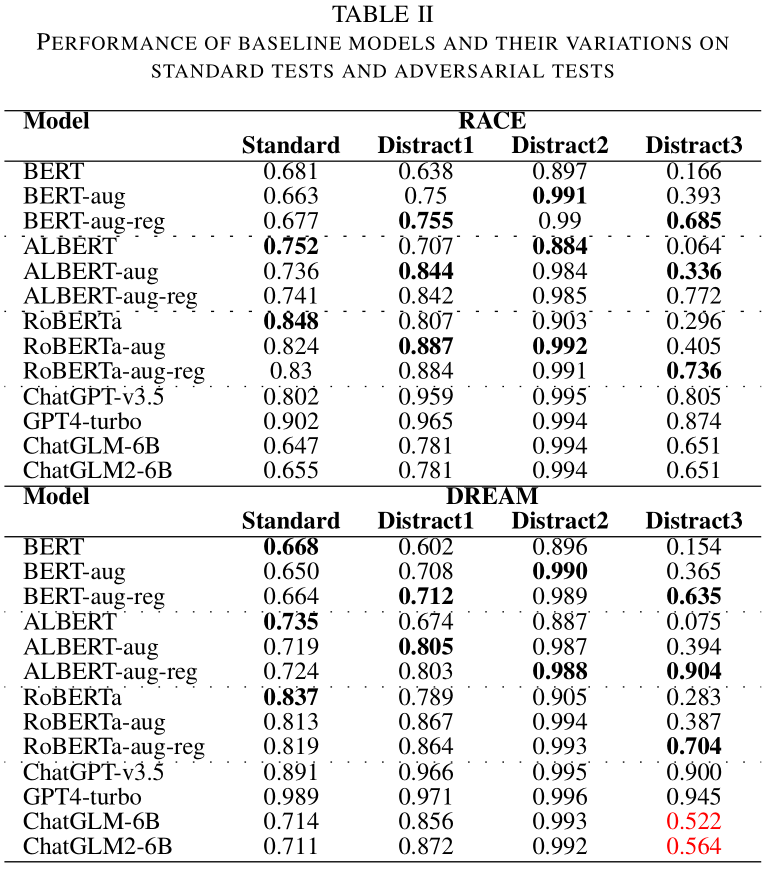 TABLE II
PERFORMANCE OF BASELINE MODELS AND THEIR VARIATIONS ON
STANDARD TESTS AND ADVERSARIAL TESTS
Model RACE
Standard Distract1 Distract2 Distract3
BERT 0.681 0.638 0.897 0.166
BERT-aug 0.663 0.75 0.991 0.393
BERT-aug-reg 0.677 0.755 0.99 0.685
ALBERT 0.752 0.707 0.884 0.064
ALBERT-aug 0.736 0.844 0.984 0.336
ALBERT-aug-reg 0.741 0.842 0.985 0.772
RoBERTa 0.848 0.807 0.903 0.296
RoBERTa-aug 0.824 0.887 0.992 0.405
RoBERTa-aug-reg 0.83 0.884 0.991 0.736
ChatGPT-v3.5 0.802 0.959 0.995 0.805
GPT4-turbo 0.902 0.965 0.994 0.874
ChatGLM-6B 0.647 0.781 0.994 0.651
ChatGLM2-6B 0.655 0.781 0.994 0.651
Model DREAM
Standard Distract1 Distract2 Distract3
BERT 0.668 0.602 0.896 0.154
BERT-aug 0.650 0.708 0.990 0.365
BERT-aug-reg 0.664 0.712 0.989 0.635
ALBERT 0.735 0.674 0.887 0.075
ALBERT-aug 0.719 0.805 0.987 0.394
ALBERT-aug-reg 0.724 0.803 0.988 0.904
RoBERTa 0.837 0.789 0.905 0.283
RoBERTa-aug 0.813 0.867 0.994 0.387
RoBERTa-aug-reg 0.819 0.864 0.993 0.704
ChatGPT-v3.5 0.891 0.966 0.995 0.900
GPT4-turbo 0.989 0.971 0.996 0.945
ChatGLM-6B 0.714 0.856 0.993 0.522
ChatGLM2-6B 0.711 0.872 0.992 0.564